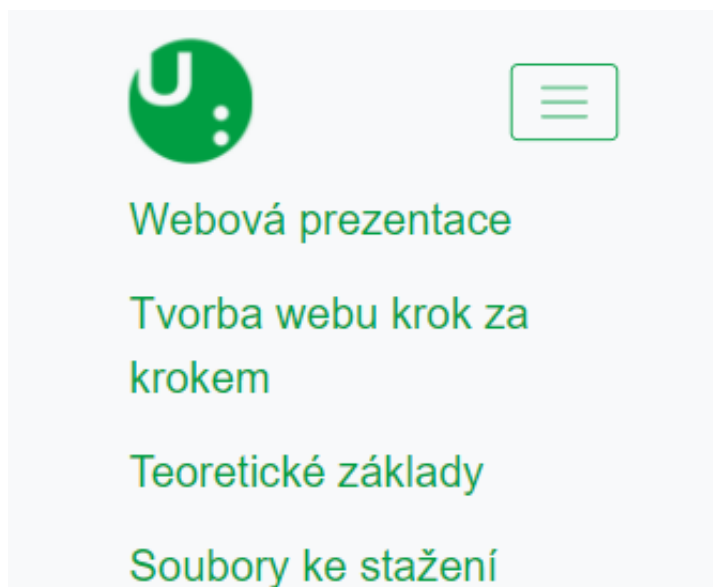 U:
Webová prezentace
Tvorba webu krok za
krokem
Teoretické základy
Soubory ke stažení